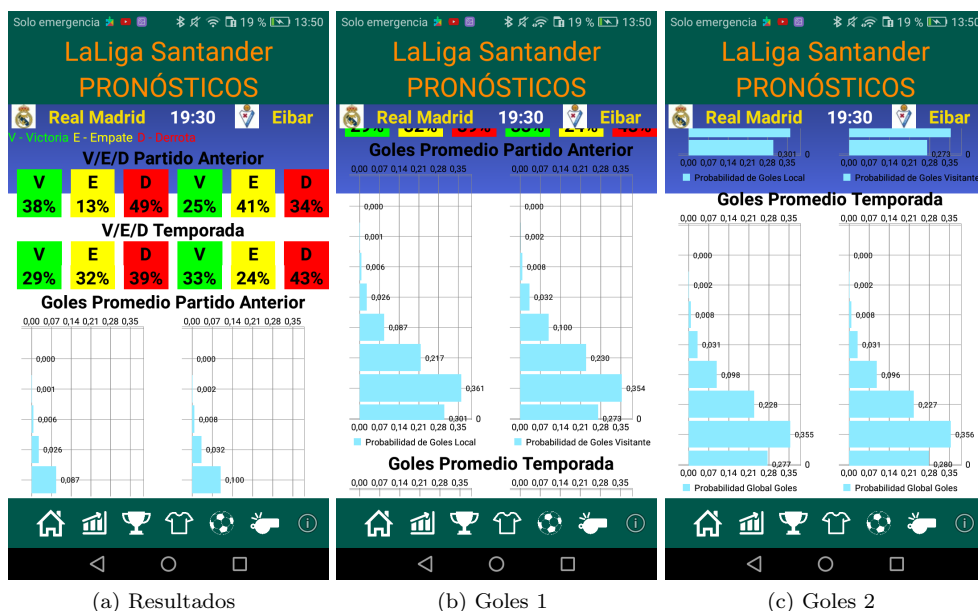 Solo emergencia 19 % 13:50
LaLiga Santander
PRONÓSTICOS
Real Madrid 19:30 Eibar
V - Victoria E - Empate D - Derrota
V/E/D Partido Anterior
V E D V E D
38% 13% 49% 25% 41% 34%
V/E/D Temporada
V E D V E D
29% 32% 39% 33% 24% 43%
Goles Promedio Partido Anterior
0,00 0,07 0,14 0,21 0,28 0,35 0,00 0,07 0,14 0,21 0,28 0,35
0,000
0,001 0,002
0,006 0,008
0,026 0,032
0,087 0,100
(a) Resultados
Solo emergencia 19 % 13:50
LaLiga Santander
PRONÓSTICOS
Real Madrid 19:30 Eibar
29% 32% 39% 33% 24% 43%
Goles Promedio Partido Anterior
0,00 0,07 0,14 0,21 0,28 0,35 0,00 0,07 0,14 0,21 0,28 0,35
0,000
0,001 0,002
0,006 0,008
0,026 0,032
0,087 0,100
0,217 0,230
0,361 0,354
0,301 0 0,273 0
0,00 0,07 0,14 0,21 0,28 0,35 0,00 0,07 0,14 0,21 0,28 0,35
Probabilidad de Goles Local Probabilidad de Goles Visitante
Goles Promedio Temporada
0,00 0,07 0,14 0,21 0,28 0,35 0,00 0,07 0,14 0,21 0,28 0,35
(b) Goles 1
Solo emergencia 19 % 13:50
LaLiga Santander
PRONÓSTICOS
Real Madrid 19:30 Eibar
0,301 0 0,273 0
0,00 0,07 0,14 0,21 0,28 0,35 0,00 0,07 0,14 0,21 0,28 0,35
Probabilidad de Goles Local Probabilidad de Goles Visitante
Goles Promedio Temporada
0,00 0,07 0,14 0,21 0,28 0,35 0,00 0,07 0,14 0,21 0,28 0,35
0,000
0,002 0,002
0,008 0,008
0,031 0,031
0,098 0,096
0,228 0,227
0,355 0,356
0,277 0 0,280 0
0,00 0,07 0,14 0,21 0,28 0,35 0,00 0,07 0,14 0,21 0,28 0,35
Probabilidad Global Goles Probabilidad Global Goles
(c) Goles 2